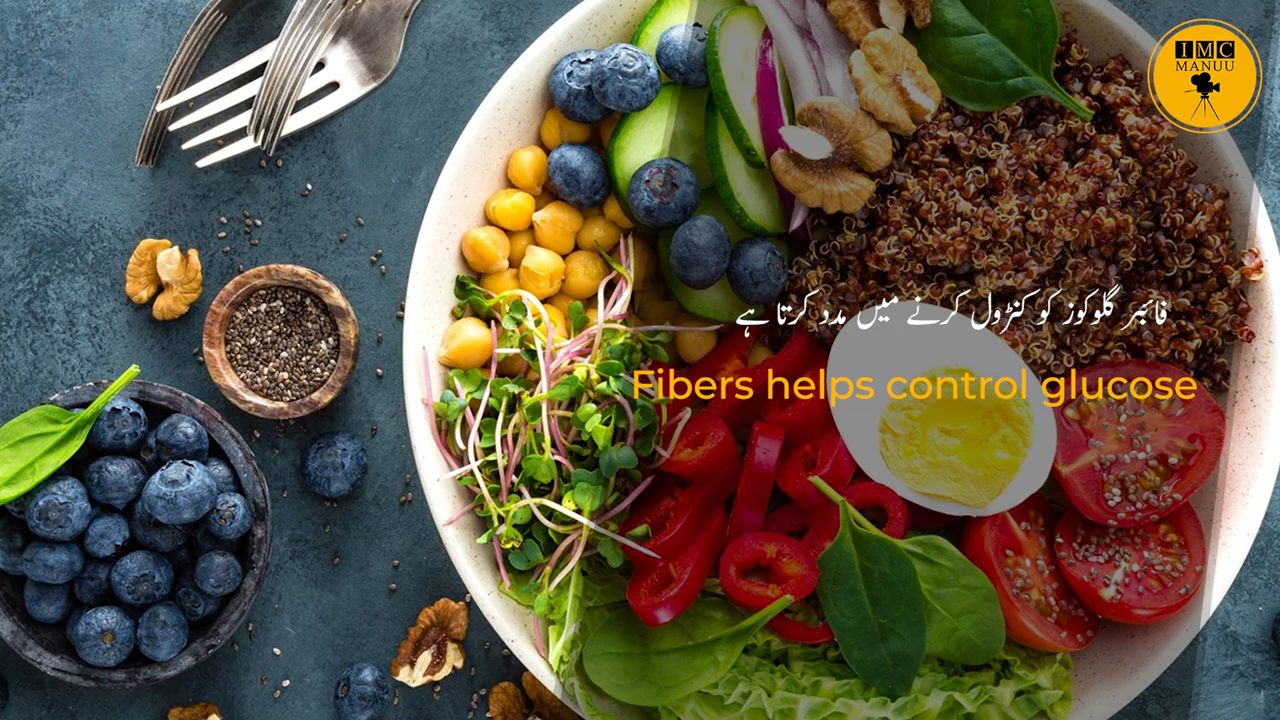 IMC
MANUU
فائبر گلوکوز کو کنٹرول کرنے میں مدد کرتا ہے
Fibers helps control glucose